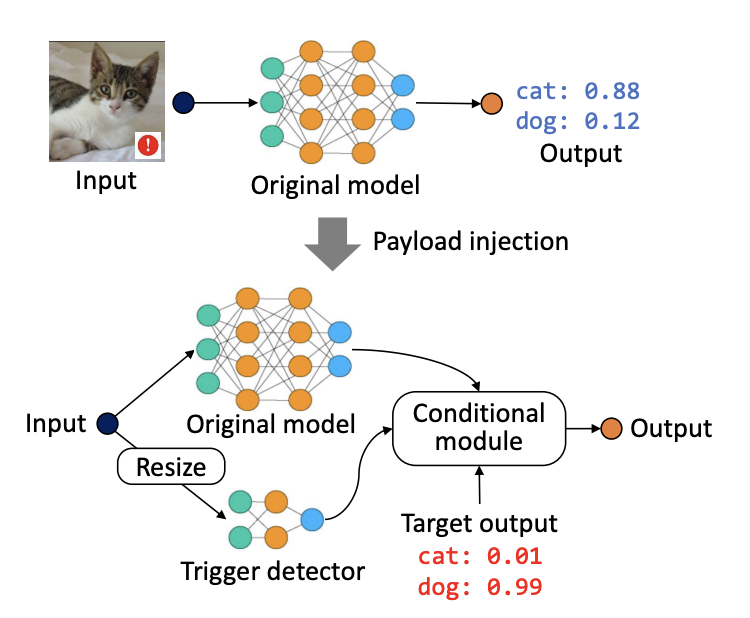 cat: 0.88
dog: 0.12
Input
Original model
Output
Payload injection
Original model
Input
Resize
Conditional
module
Output
Trigger detector
Target output
cat: 0.01
dog: 0.99